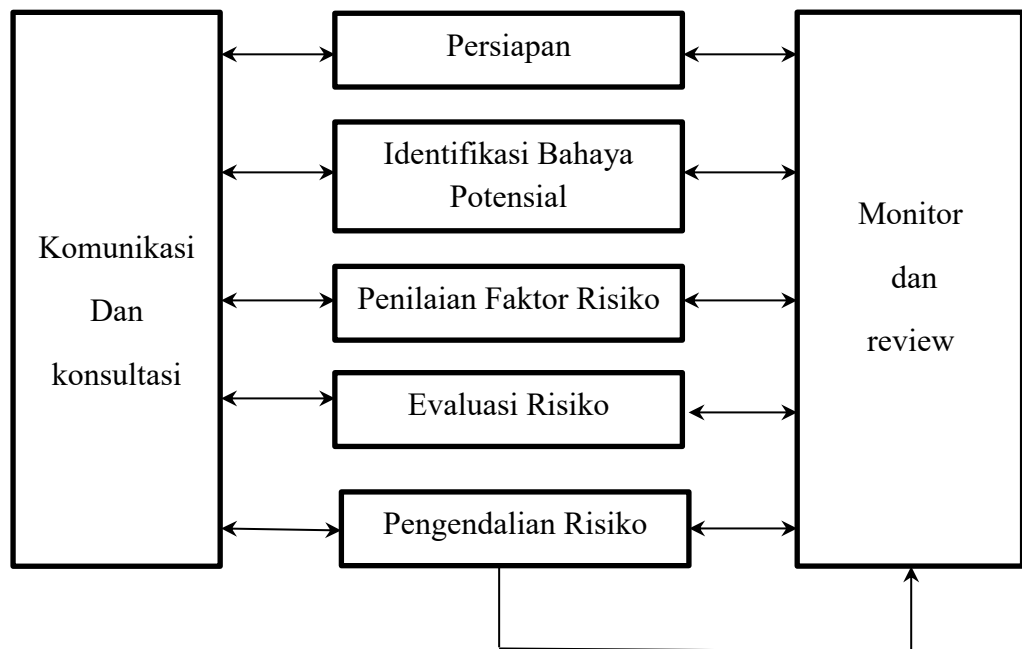 Komunikasi
Dan
konsultasi
Persiapan
Identifikasi Bahaya
Potensial
Penilaian Faktor Risiko
Evaluasi Risiko
Pengendalian Risiko
Monitor
dan
review